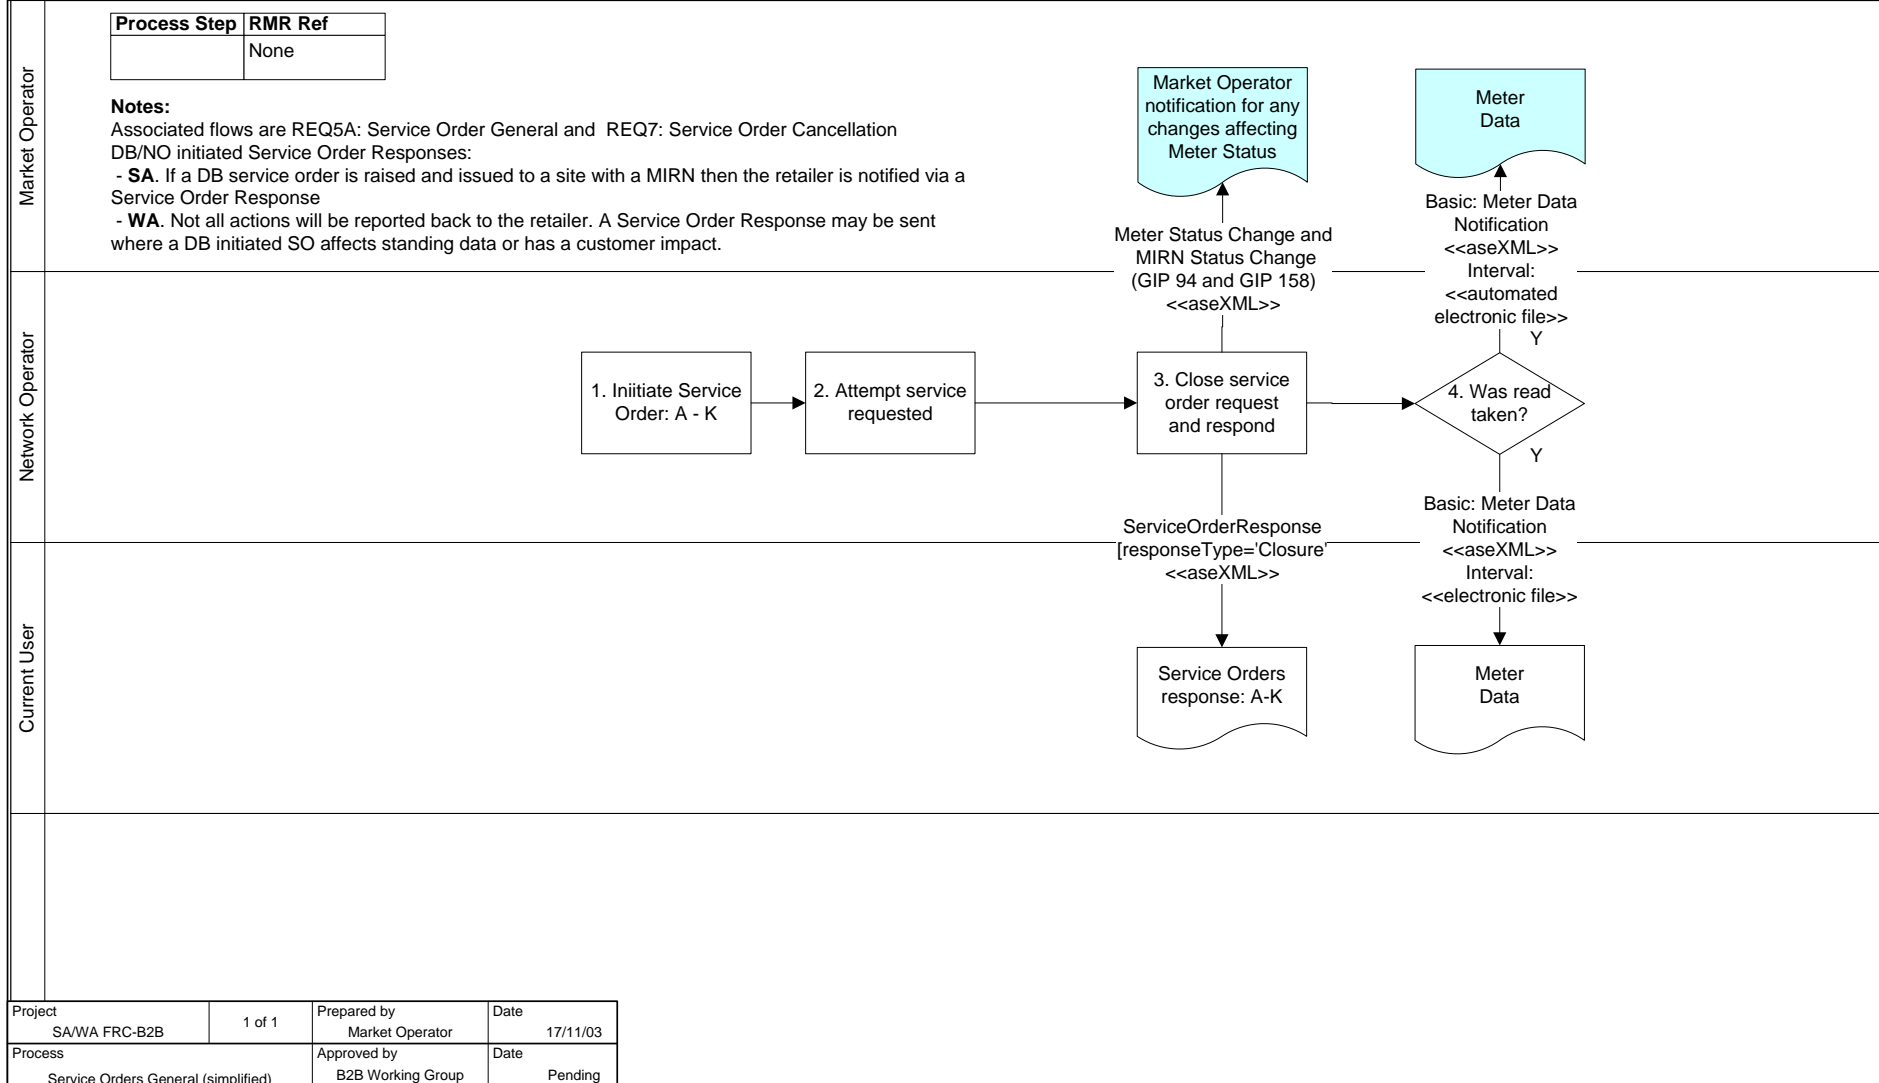 Process Step RMR Ref
None
Notes:
Associated flows are REQ5A: Service Order General and REQ7: Service Order Cancellation
DB/NO initiated Service Order Responses:
- SA. If a DB service order is raised and issued to a site with a MIRN then the retailer is notified via a
Service Order Response
- WA. Not all actions will be reported back to the retailer. A Service Order Response may be sent
where a DB initiated SO affects standing data or has a customer impact.
Market Operator
Market Operator
notification for any
changes affecting
Meter Status
Meter
Data
Meter Status Change and
MIRN Status Change
(GIP 94 and GIP 158)
<<aseXML>>
Basic: Meter Data
Notification
<<aseXML>>
Interval:
<<automated
electronic file>>
Y
Network Operator
1. Iniitiate Service
Order: A - K
2. Attempt service
requested
3. Close service
order request
and respond
4. Was read
taken?
Y
ServiceOrderResponse
[responseType='Closure'
<<aseXML>>
Basic: Meter Data
Notification
<<aseXML>>
Interval:
<<electronic file>>
Current User
Service Orders
response: A-K
Meter
Data
Project
SA/WA FRC-B2B
1 of 1
Prepared by
Market Operator
Date
17/11/03
Process
Service Orders General (simplified)
Approved by
B2B Working Group
Date
Pending